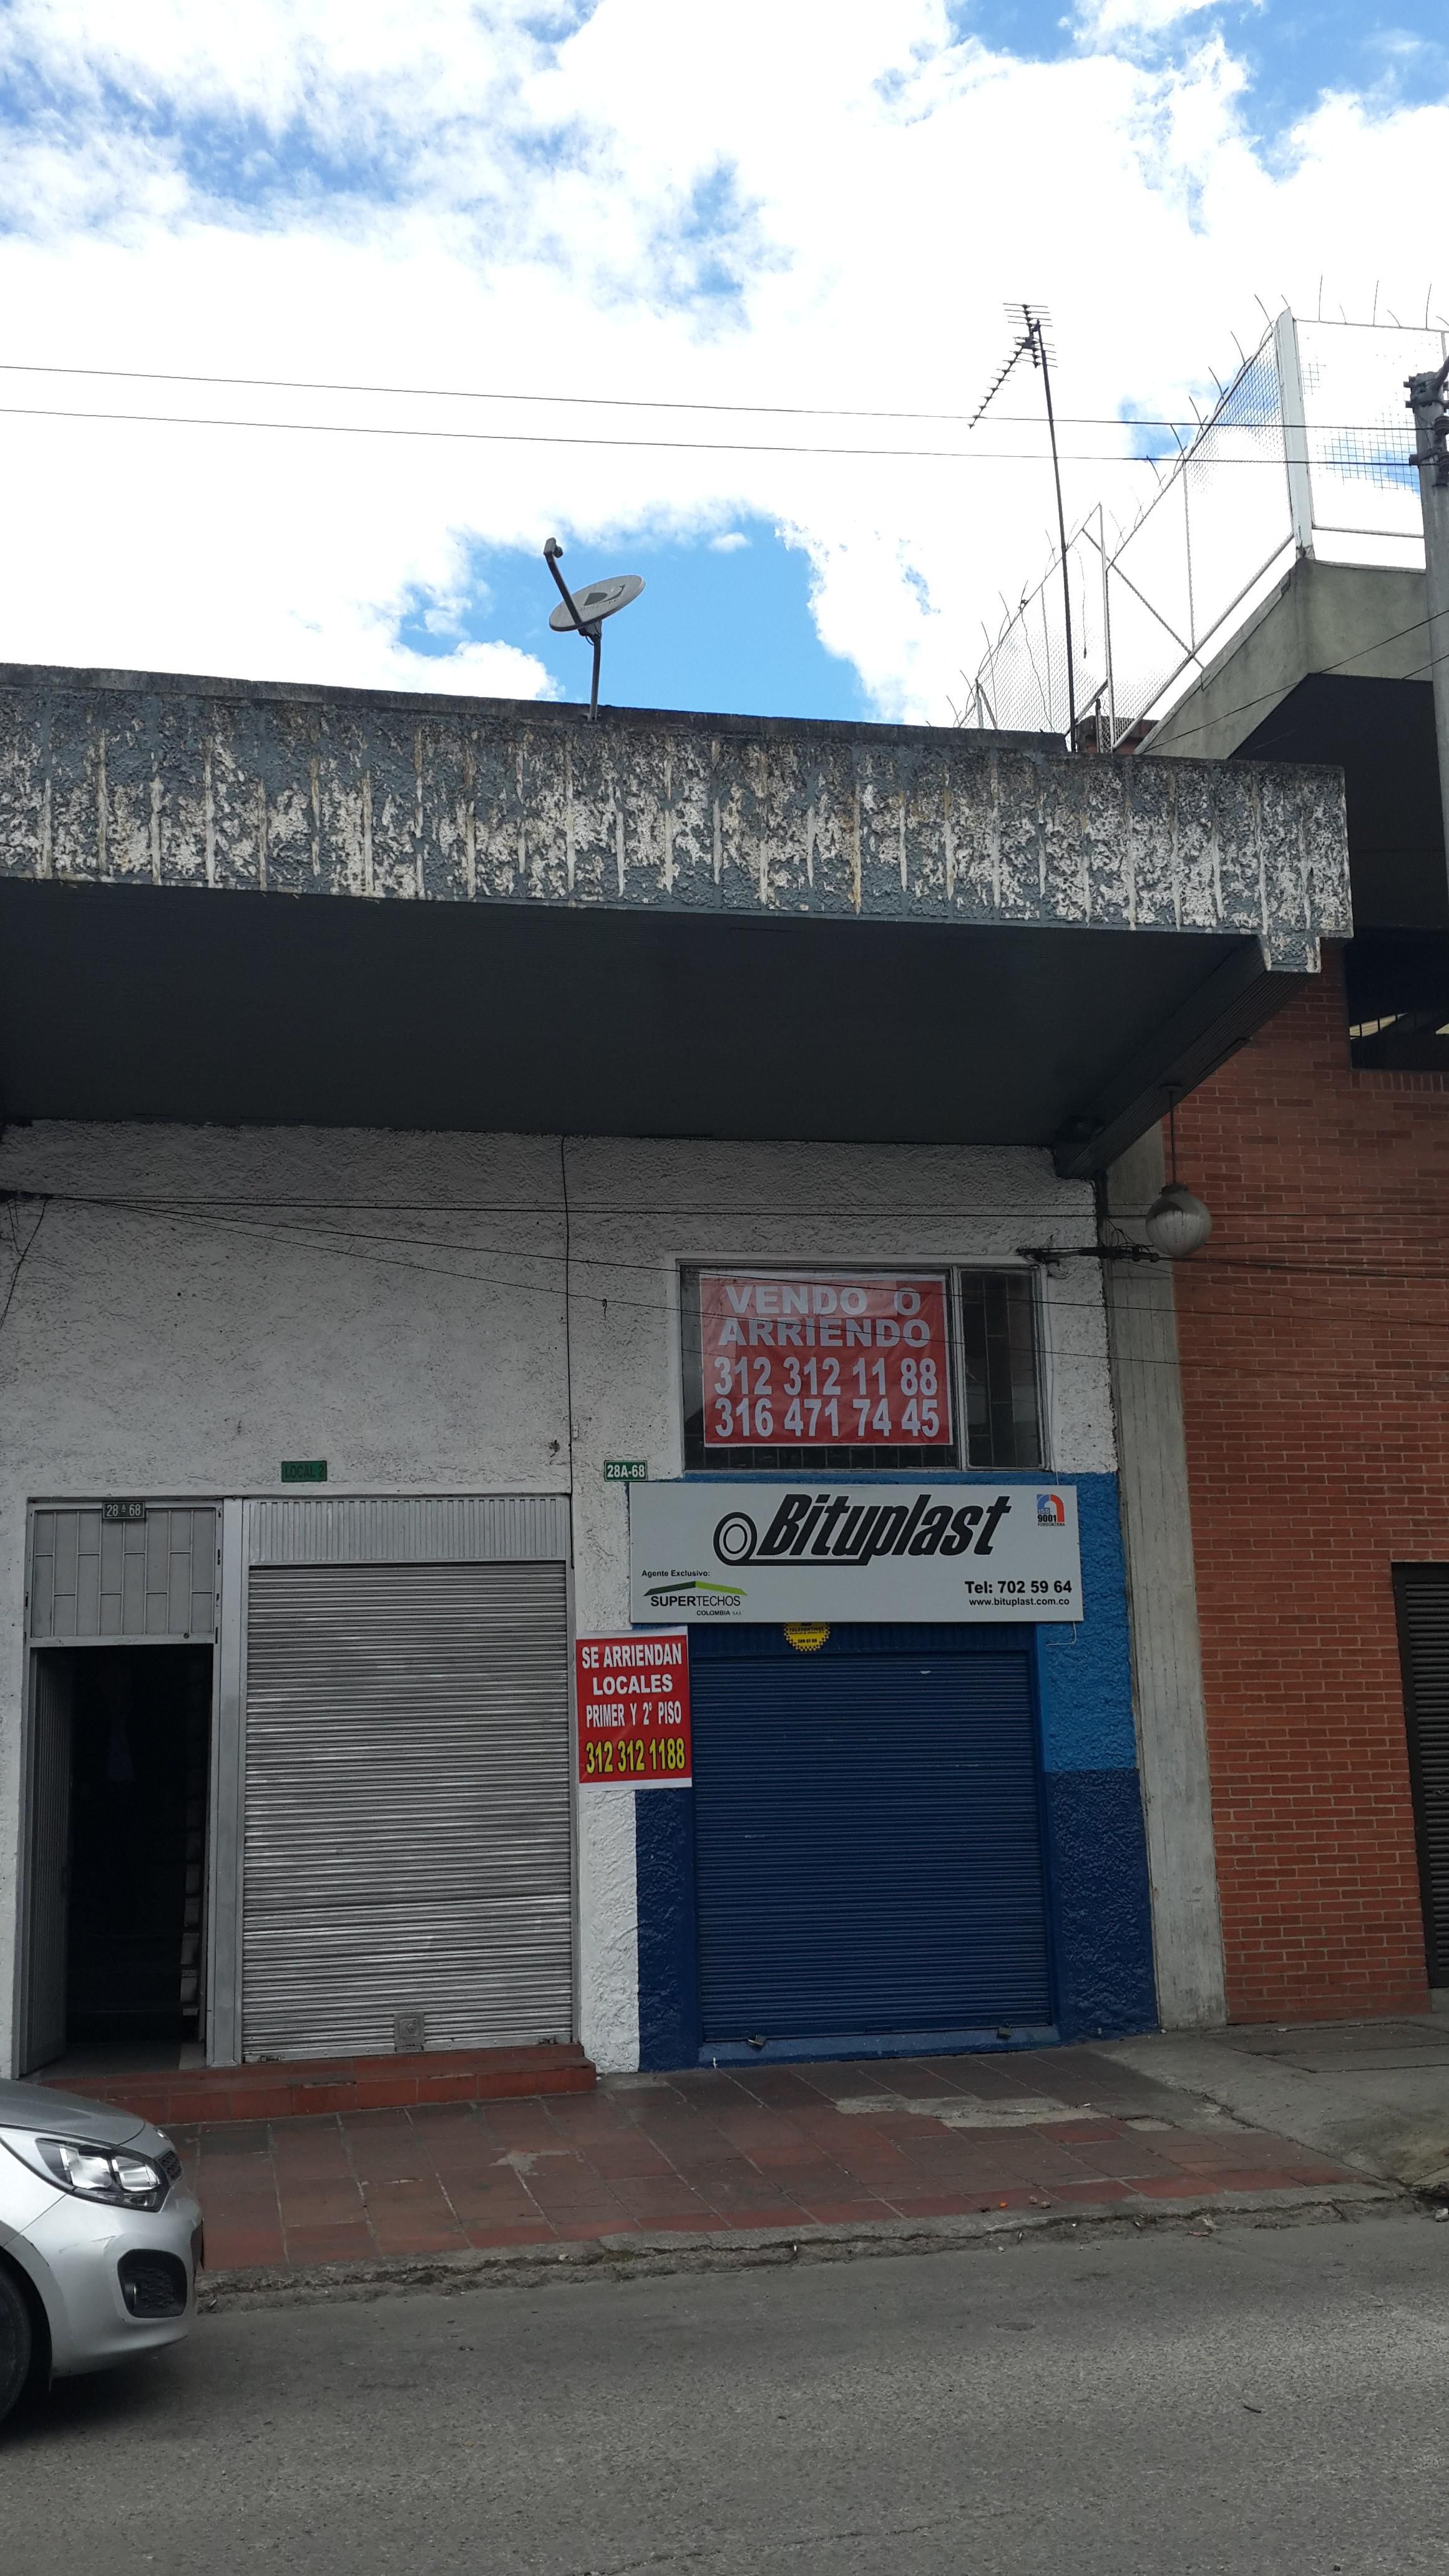 VENDO O
ARRIENDO
312 312 11 88
316 471 74 45
LOCAL 2
28A-68
28 A 68
Bituplast
ISO
9001
Agente Exclusivo:
SUPERTECHOS
COLOMBIA S.A.S
Tel: 702 59 64
www.bituplast.com.co
SE ARRIENDAN
LOCALES
PRIMER Y 2° PISO
312 312 1188